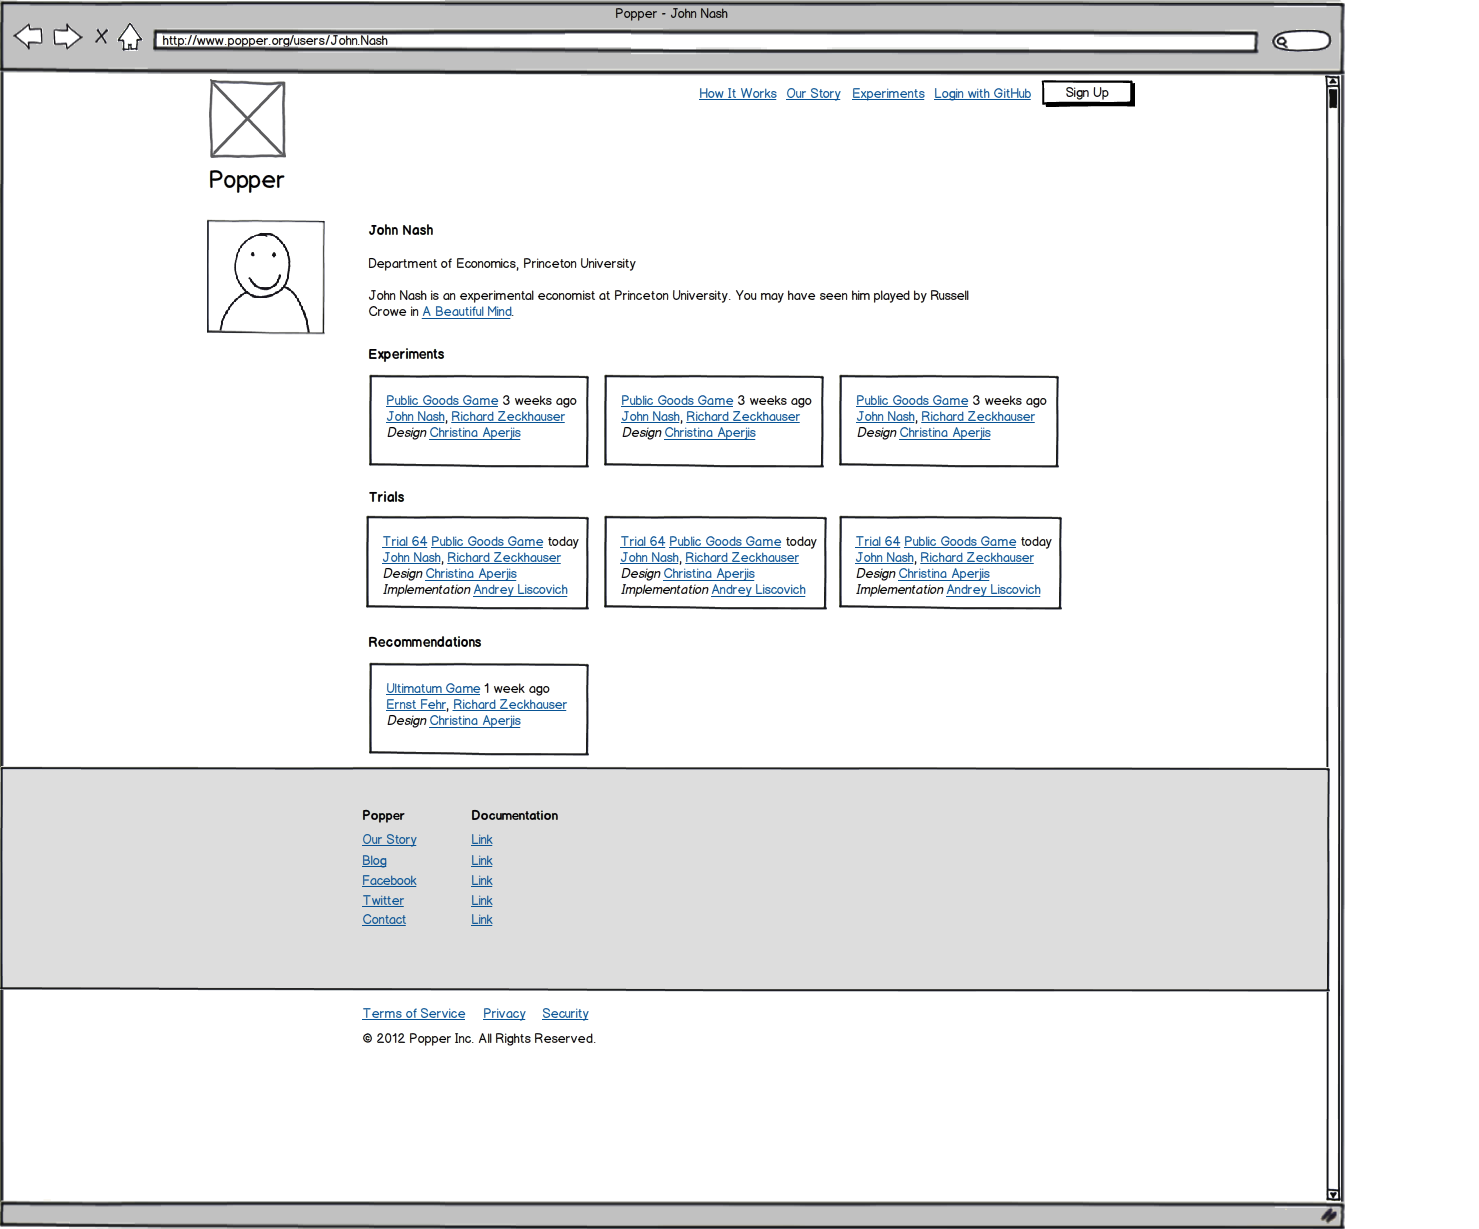 Popper - John Nash
http://www.popper.org/users/John.Nash
How It Works Our Story Experiments Login with GitHub Sign Up
Popper
John Nash
Department of Economics, Princeton University
John Nash is an experimental economist at Princeton University. You may have seen him played by Russell
Crowe in A Beautiful Mind.
Experiments
Public Goods Game 3 weeks ago
John Nash, Richard Zeckhauser
Design Christina Aperjis
Public Goods Game 3 weeks ago
John Nash, Richard Zeckhauser
Design Christina Aperjis
Public Goods Game 3 weeks ago
John Nash, Richard Zeckhauser
Design Christina Aperjis
Trials
Trial 64 Public Goods Game today
John Nash, Richard Zeckhauser
Design Christina Aperjis
Implementation Andrey Liscovich
Trial 64 Public Goods Game today
John Nash, Richard Zeckhauser
Design Christina Aperjis
Implementation Andrey Liscovich
Trial 64 Public Goods Game today
John Nash, Richard Zeckhauser
Design Christina Aperjis
Implementation Andrey Liscovich
Recommendations
Ultimatum Game 1 week ago
Ernst Fehr, Richard Zeckhauser
Design Christina Aperjis
Popper
Our Story
Blog
Facebook
Twitter
Contact
Documentation
Link
Link
Link
Link
Link
Terms of Service Privacy Security
© 2012 Popper Inc. All Rights Reserved.